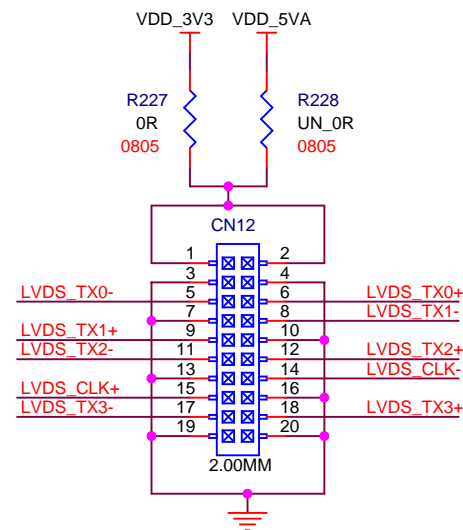 VDD_3V3 VDD_5VA
R227 R228
0R UN_0R
0805 0805
CN12
1 2
3 4
LVDS_TX0- 5 6 LVDS_TX0+
7 8 LVDS_TX1-
LVDS_TX1+ 9 10
LVDS_TX2- 11 12 LVDS_TX2+
13 14 LVDS_CLK-
LVDS_CLK+ 15 16
LVDS_TX3- 17 18 LVDS_TX3+
19 20
2.00MM